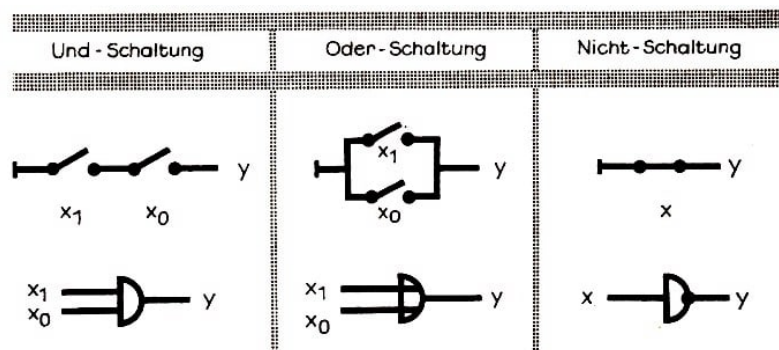 Und-Schaltung Oder-Schaltung Nicht-Schaltung
x₁ y
x₁ x₀ y
x₀
y
x
x₁ y
x₀
x₁ y
x₀
x y